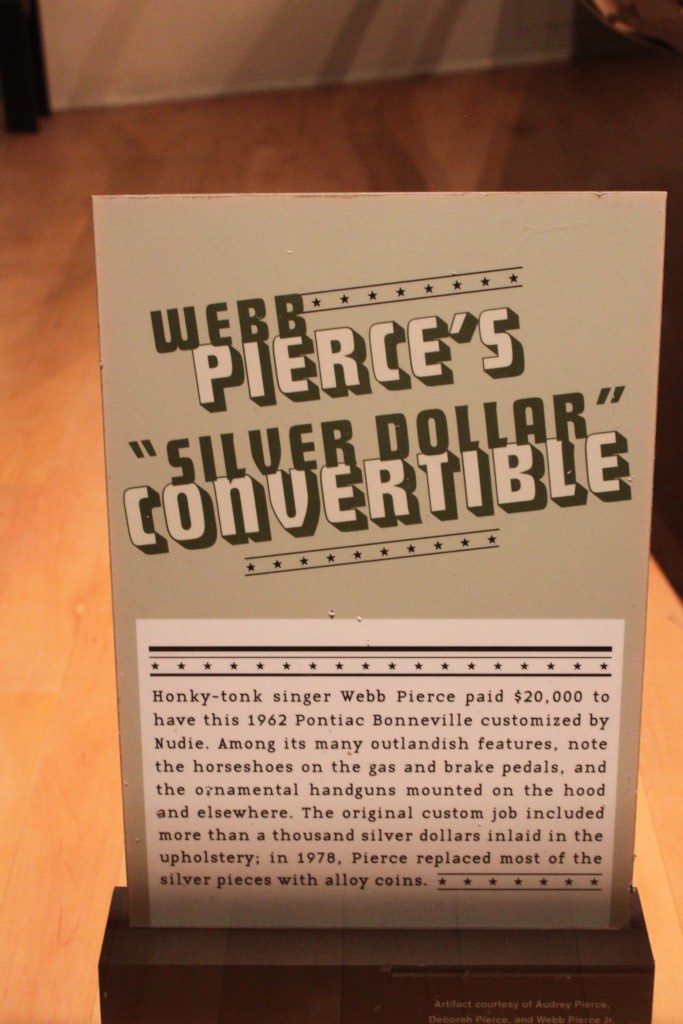 WEBB
PIERCE'S
"SILVER DOLLAR"
CONVERTIBLE
Honky-tonk singer Webb Pierce paid $20,000 to
have this 1962 Pontiac Bonneville customized by
Nudie. Among its many outlandish features, note
the horseshoes on the gas and brake pedals, and
the ornamental handguns mounted on the hood
and elsewhere. The original custom job included
more than a thousand silver dollars inlaid in the
upholstery; in 1978, Pierce replaced most of the
silver pieces with alloy coins.
Artifact courtesy of Audrey Pierce,
Deborah Pierce, and Webb Pierce Jr.